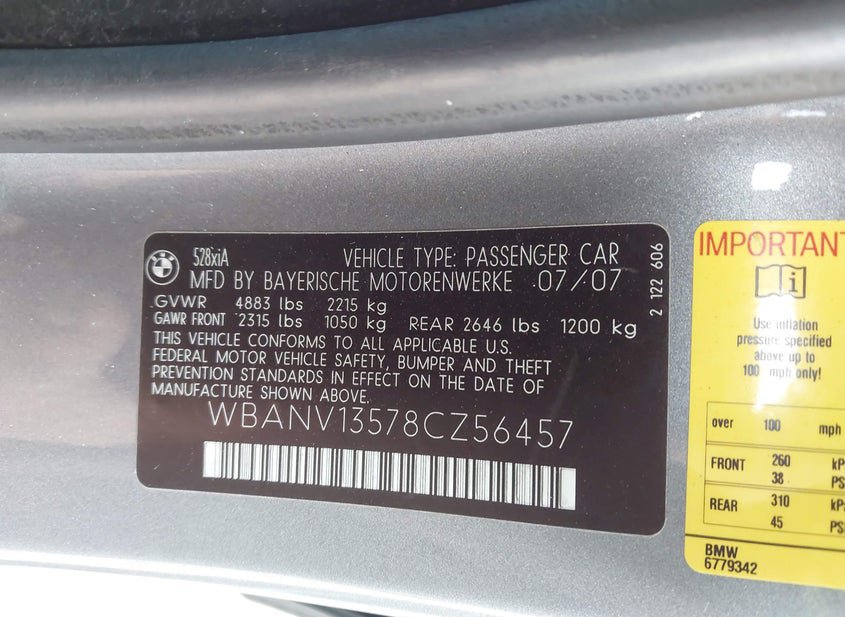 528xiA VEHICLE TYPE: PASSENGER CAR
MFD BY BAYERISCHE MOTORENWERKE 07/07
GVWR 4883 lbs 2215 kg
GAWR FRONT 2315 lbs 1050 kg REAR 2646 lbs 1200 kg
THIS VEHICLE CONFORMS TO ALL APPLICABLE U.S.
FEDERAL MOTOR VEHICLE SAFETY, BUMPER AND THEFT
PREVENTION STANDARDS IN EFFECT ON THE DATE OF
MANUFACTURE SHOWN ABOVE.
WBANV13578CZ56457
2 122 606
IMPORTANT
Use inflation
pressure specified
above up to
100 mph only!
over 100 mph
FRONT 260 kP
38 PS
REAR 310 kP
45 PS
BMW
6779342